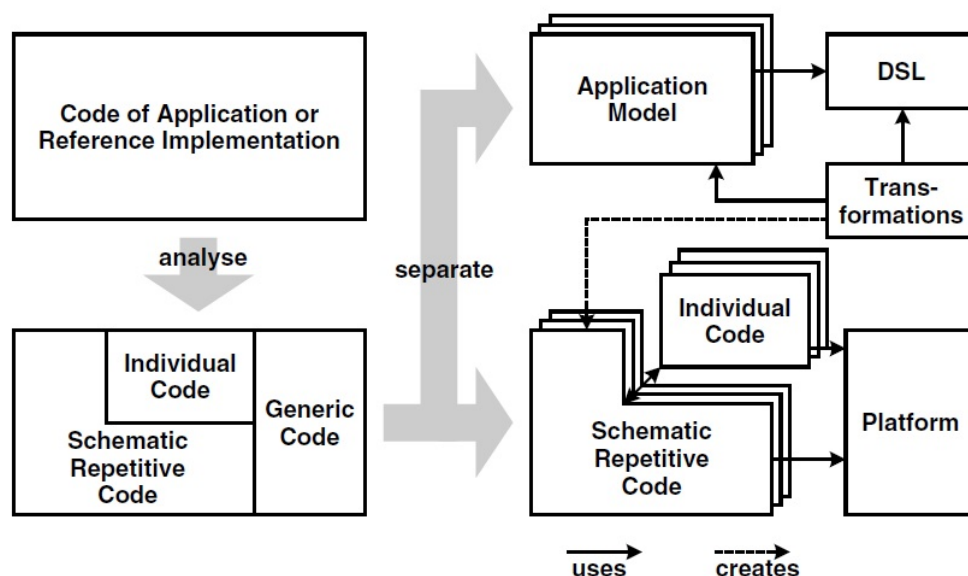 Code of Application or
Reference Implementation
analyse
Individual
Code
Generic
Code
Schematic
Repetitive
Code
separate
Application
Model
DSL
Trans-
formations
Individual
Code
Schematic
Repetitive
Code
Platform
uses
creates